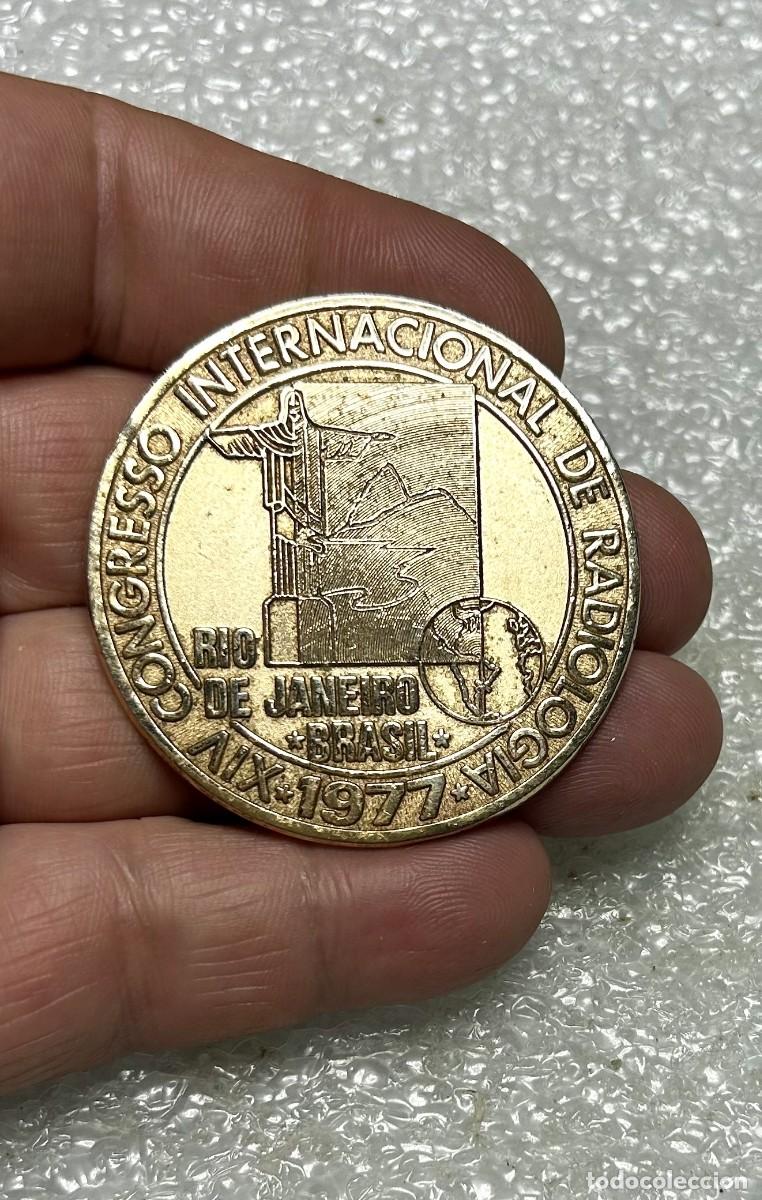 XIV CONGRESSO INTERNACIONAL DE RADIOLOGIA
RIO
DE JANEIRO
*BRASIL*
*1977*
todocoleccion